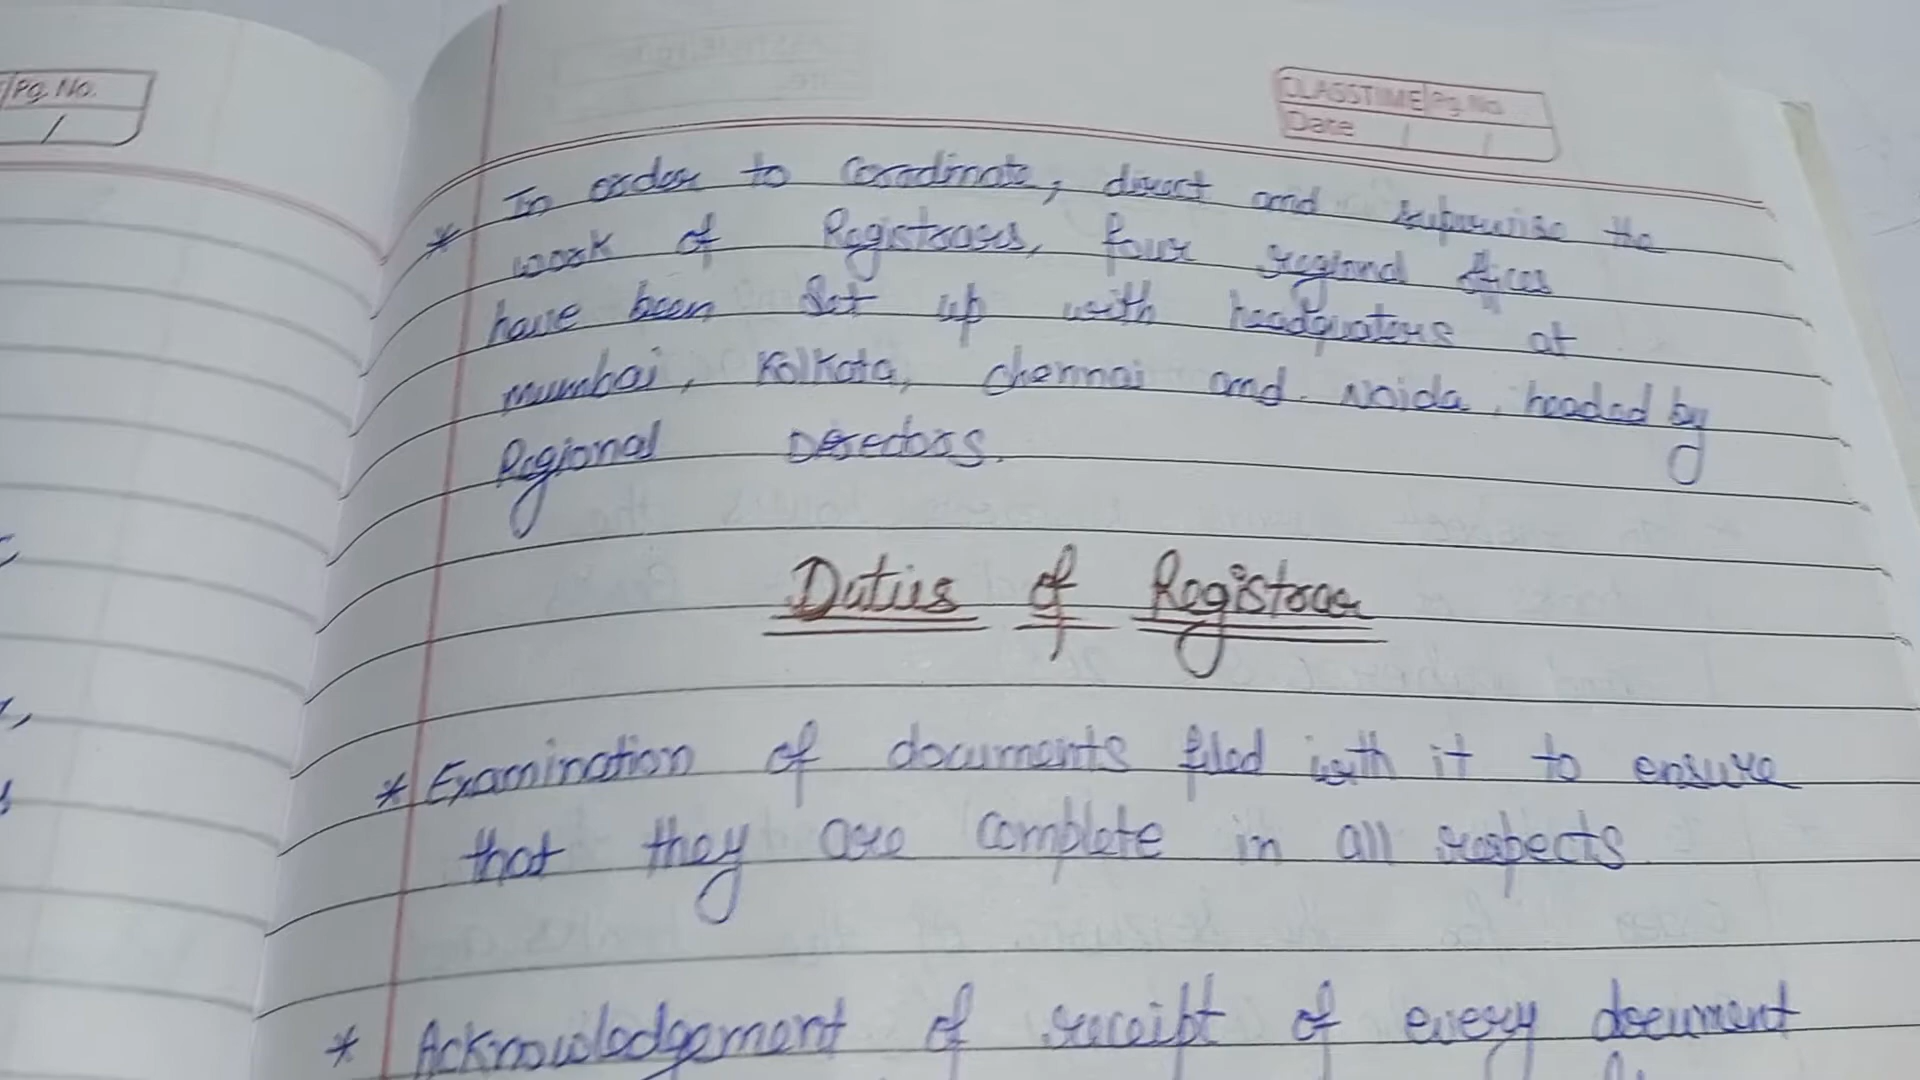 Pg. No.
CLASSTIME Pg. No.
Date / /
* In order to Coordinate, direct and supervise the
work of Registrars, four regional offices
have been Set up with headquaters at
mumbai, Kolkata, chennai and Noida, headed by
Regional Directors.
Duties of Registrar
* Examination of documents filed with it to ensure
that they are complete in all respects
* Acknowledgement of receipt of every document